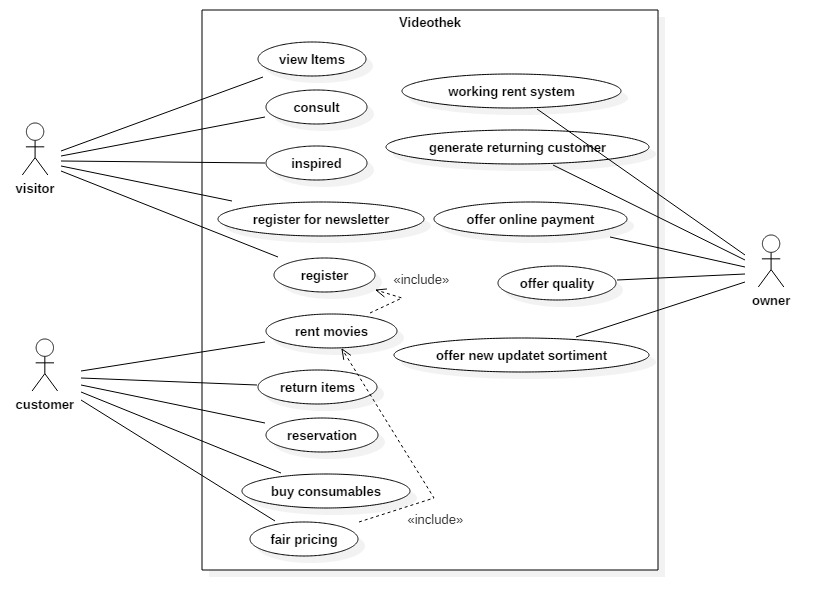 Videothek
view Items
consult
inspired
register for newsletter
register
rent movies
return items
reservation
buy consumables
fair pricing
working rent system
generate returning customer
offer online payment
offer quality
offer new updatet sortiment
«include»
«include»
visitor
customer
owner